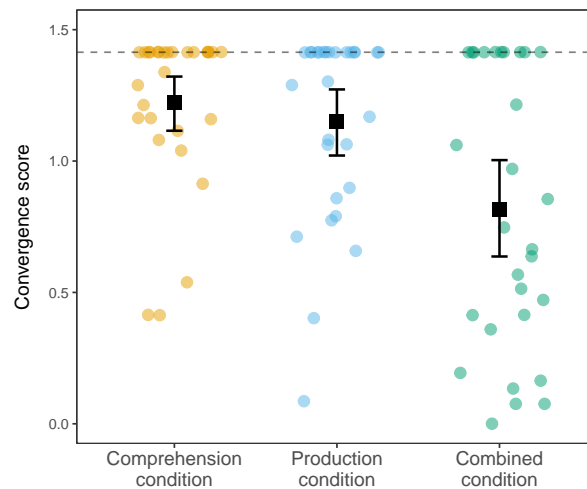 1.5
1.0
0.5
0.0
Convergence score
Comprehension condition
Production condition
Combined condition